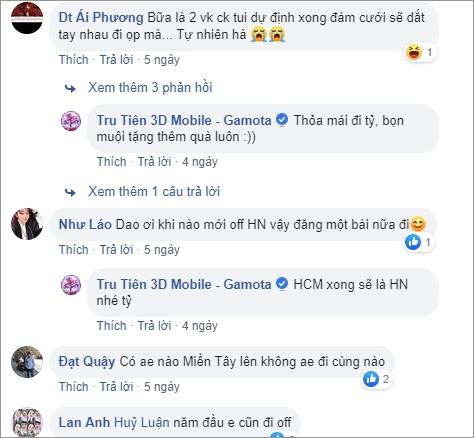 Dt Ái Phương Bữa là 2 vk ck tui dự định xong đám cưới sẽ dắt
tay nhau đi ọp mà... Tự nhiên hà 😭😭
1
Thích · Trả lời · 5 ngày
Xem thêm 3 phản hồi
Tru Tiên 3D Mobile - Gamota Thỏa mái đi tỷ, bọn
muội tặng thêm quà luôn :))
Thích · Trả lời · 4 ngày
Xem thêm 1 câu trả lời
Như Láo Dao ơi khi nào mới off HN vậy đăng một bài nữa đi😊
1
Thích · Trả lời · 5 ngày
Tru Tiên 3D Mobile - Gamota HCM xong sẽ là HN
nhé tỷ
Thích · Trả lời · 4 ngày
Đạt Quậy Có ae nào Miền Tây lên không ae đi cùng nào
2
Thích · Trả lời · 5 ngày
Lan Anh Huỷ Luận năm đầu e cũn đi off